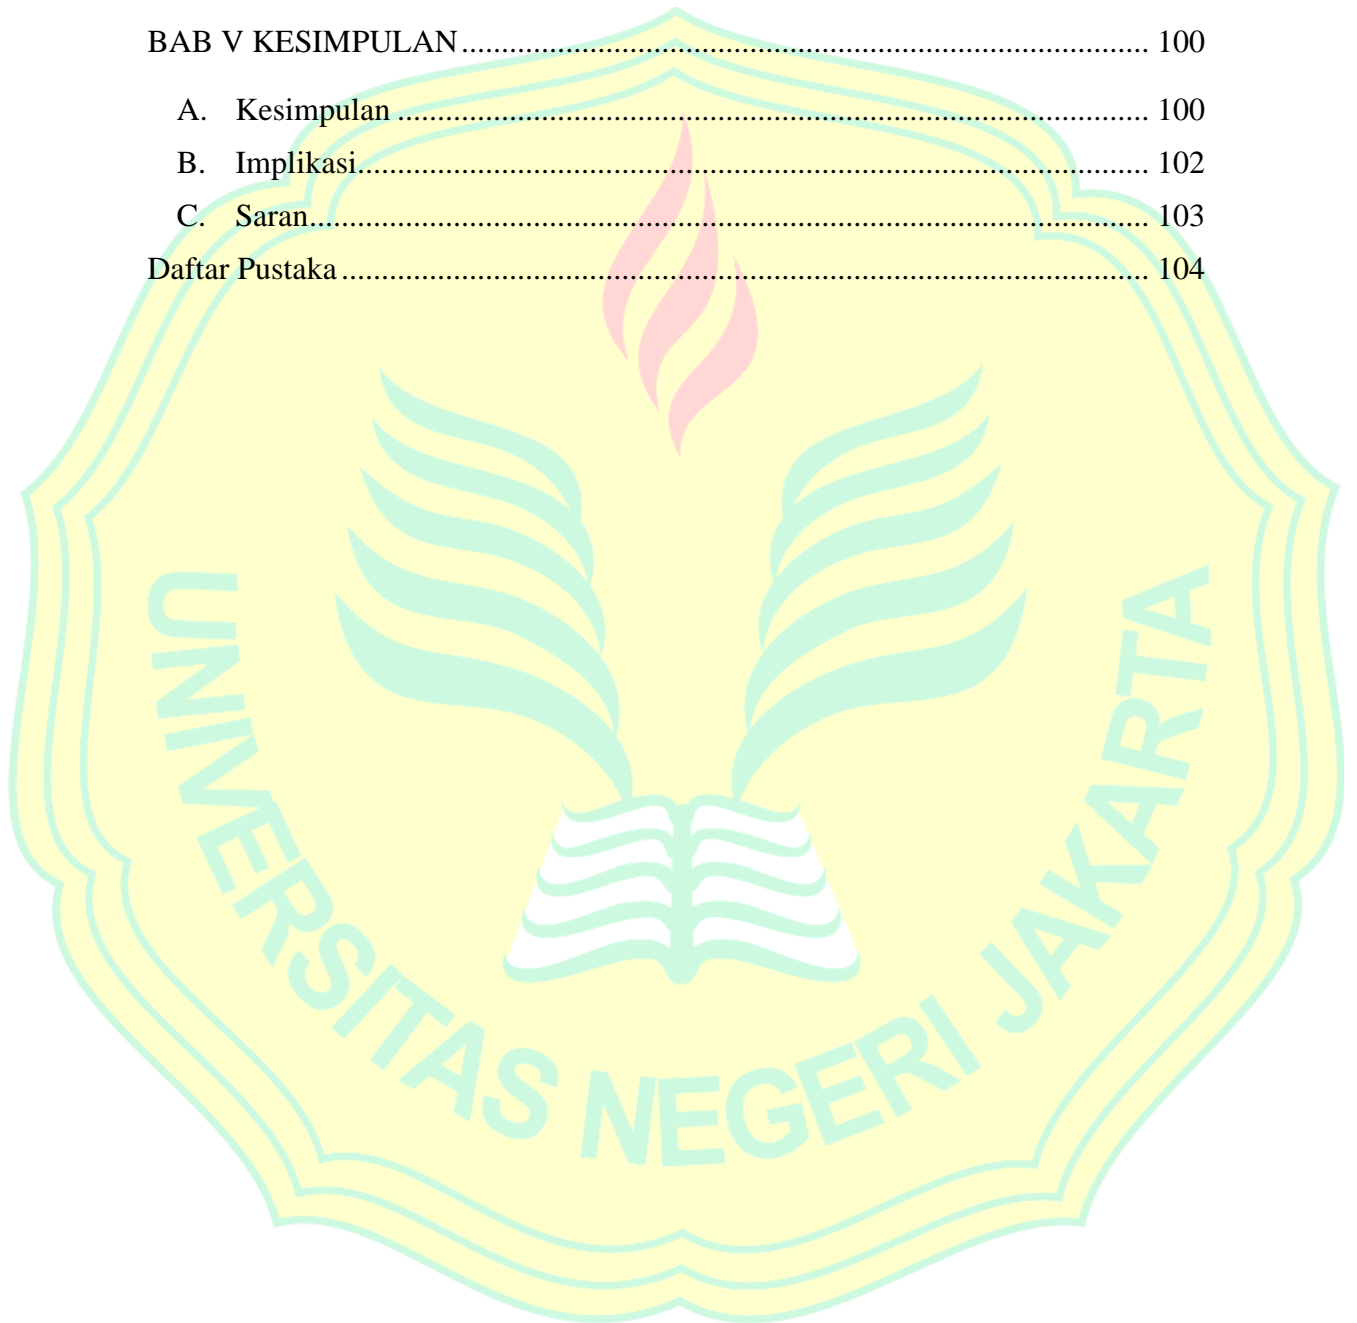 BAB V KESIMPULAN........................................................................................ 100
A. Kesimpulan ................................................................................................ 100
B. Implikasi..................................................................................................... 102
C. Saran........................................................................................................... 103
Daftar Pustaka ....................................................................................................... 104
UNIVERSITAS NEGERI JAKARTA